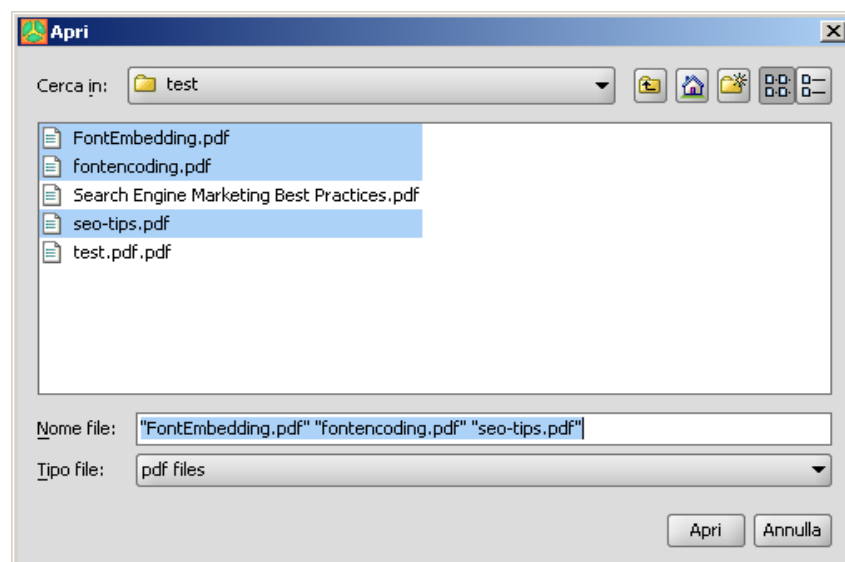 Apri
Cerca in: test
FontEmbedding.pdf
fontencoding.pdf
Search Engine Marketing Best Practices.pdf
seo-tips.pdf
test.pdf.pdf
Nome file: "FontEmbedding.pdf" "fontencoding.pdf" "seo-tips.pdf"
Tipo file: pdf files
Apri Annulla